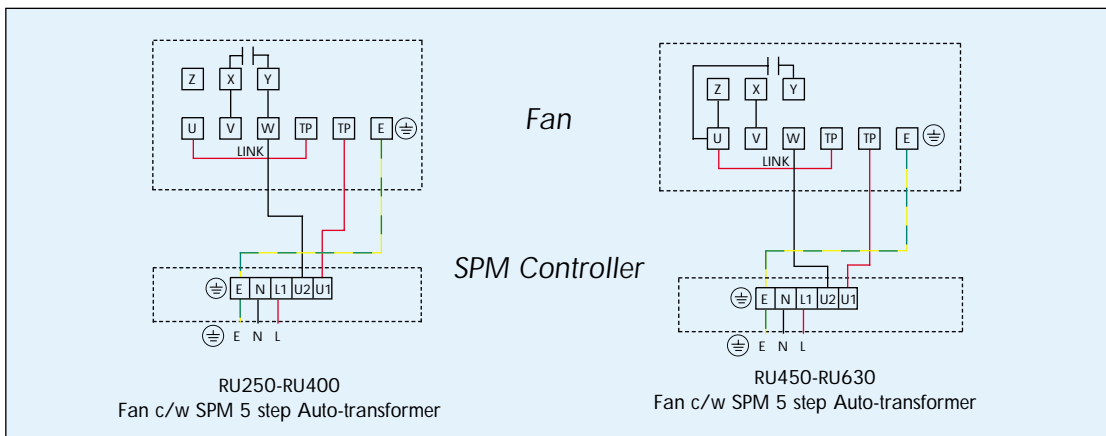 Z X Y
U V W TP TP E
LINK
Z X Y
U V W TP TP E
LINK
Fan
SPM Controller
E N L1 U2 U1
E N L
E N L1 U2 U1
E N L
RU250-RU400
Fan c/w SPM 5 step Auto-transformer
RU450-RU630
Fan c/w SPM 5 step Auto-transformer